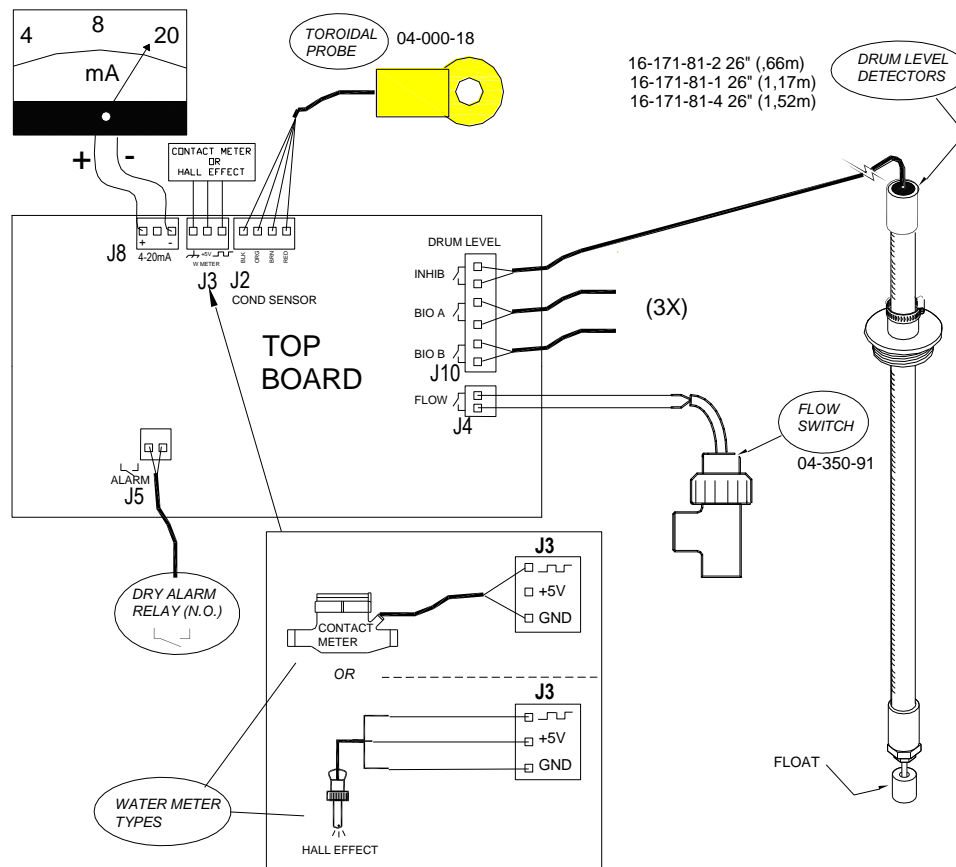 4 8 20
mA
+ -
TOROIDAL
PROBE
04-000-18
16-171-81-2 26" (,66m)
16-171-81-1 26" (1,17m)
16-171-81-4 26" (1,52m)
DRUM LEVEL
DETECTORS
CONTACT METER
OR
HALL EFFECT
J8
+ -
4-20mA
+5V
W METER
J3
J2
BLK
ORG
BRN
RED
COND SENSOR
TOP
BOARD
DRUM LEVEL
INHIB
BIO A
BIO B
J10
(3X)
FLOW
J4
FLOW
SWITCH
04-350-91
ALARM
J5
DRY ALARM
RELAY (N.O.)
J3
+5V
GND
CONTACT
METER
OR
J3
+5V
GND
HALL EFFECT
WATER METER
TYPES
FLOAT